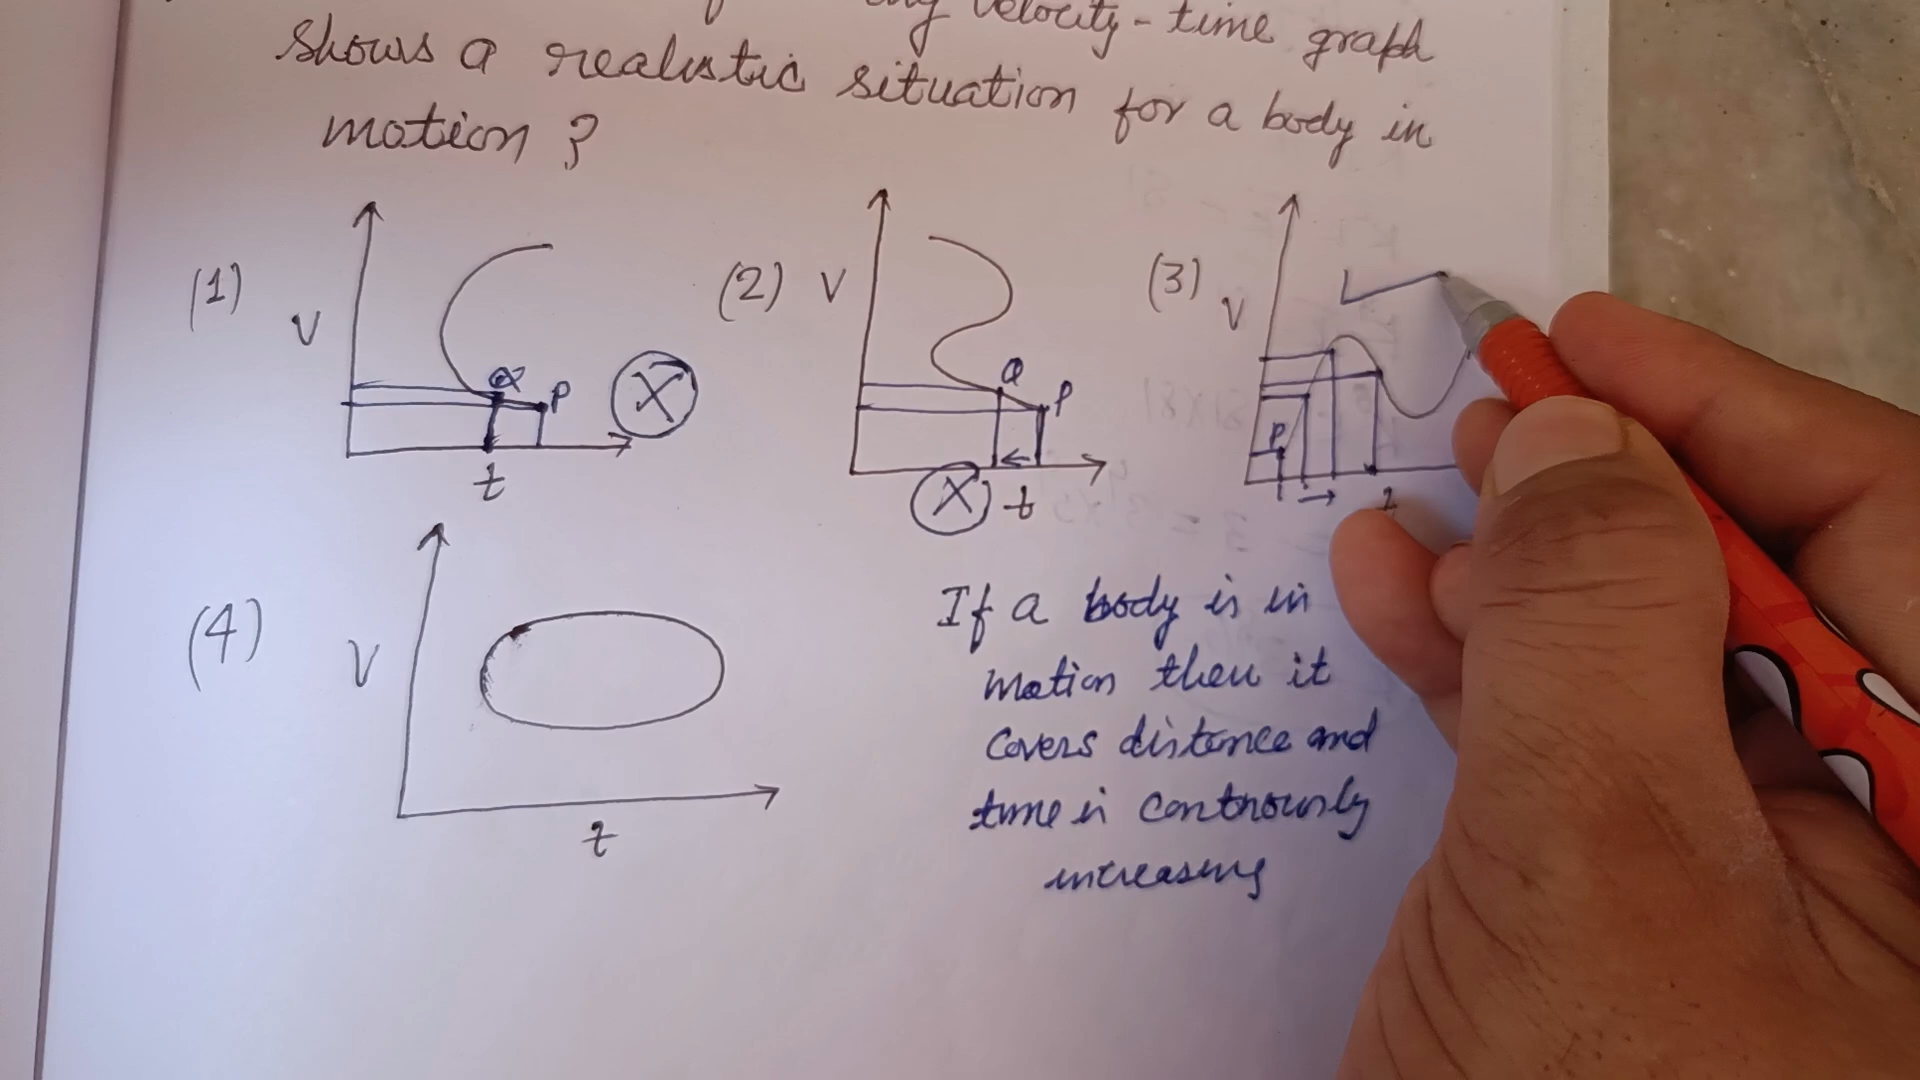 velocity-time graph
shows a realistic situation for a body in
motion ?
(1) V Q P X t
(2) V Q P X t
(3) V P
(4) V t
If a body is in
motion then it
covers distance and
time is continously
increasing